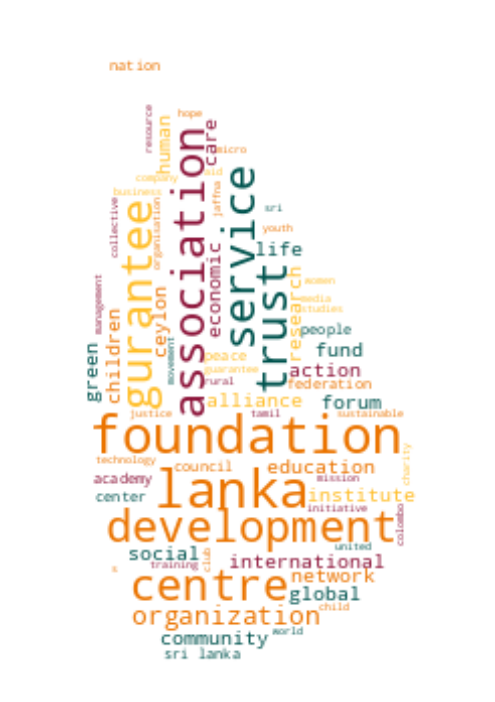 nation
resource
hope
human
care
micro
association
aid
company
service
business
jaffna
collective
gurantee
organisation
sri
youth
economic
life
trust
research
management
women
ceylon
media
children
studies
people
green
movement
peace
fund
guarantee
action
rural
federation
alliance
forum
justice
tamil
sustainable
foundation
technology
council
education
charity
academy
mission
lanka
center
institute
initiative
colombo
development
social
united
club
training
international
s
centre
network
global
organization
child
community
world
sri lanka